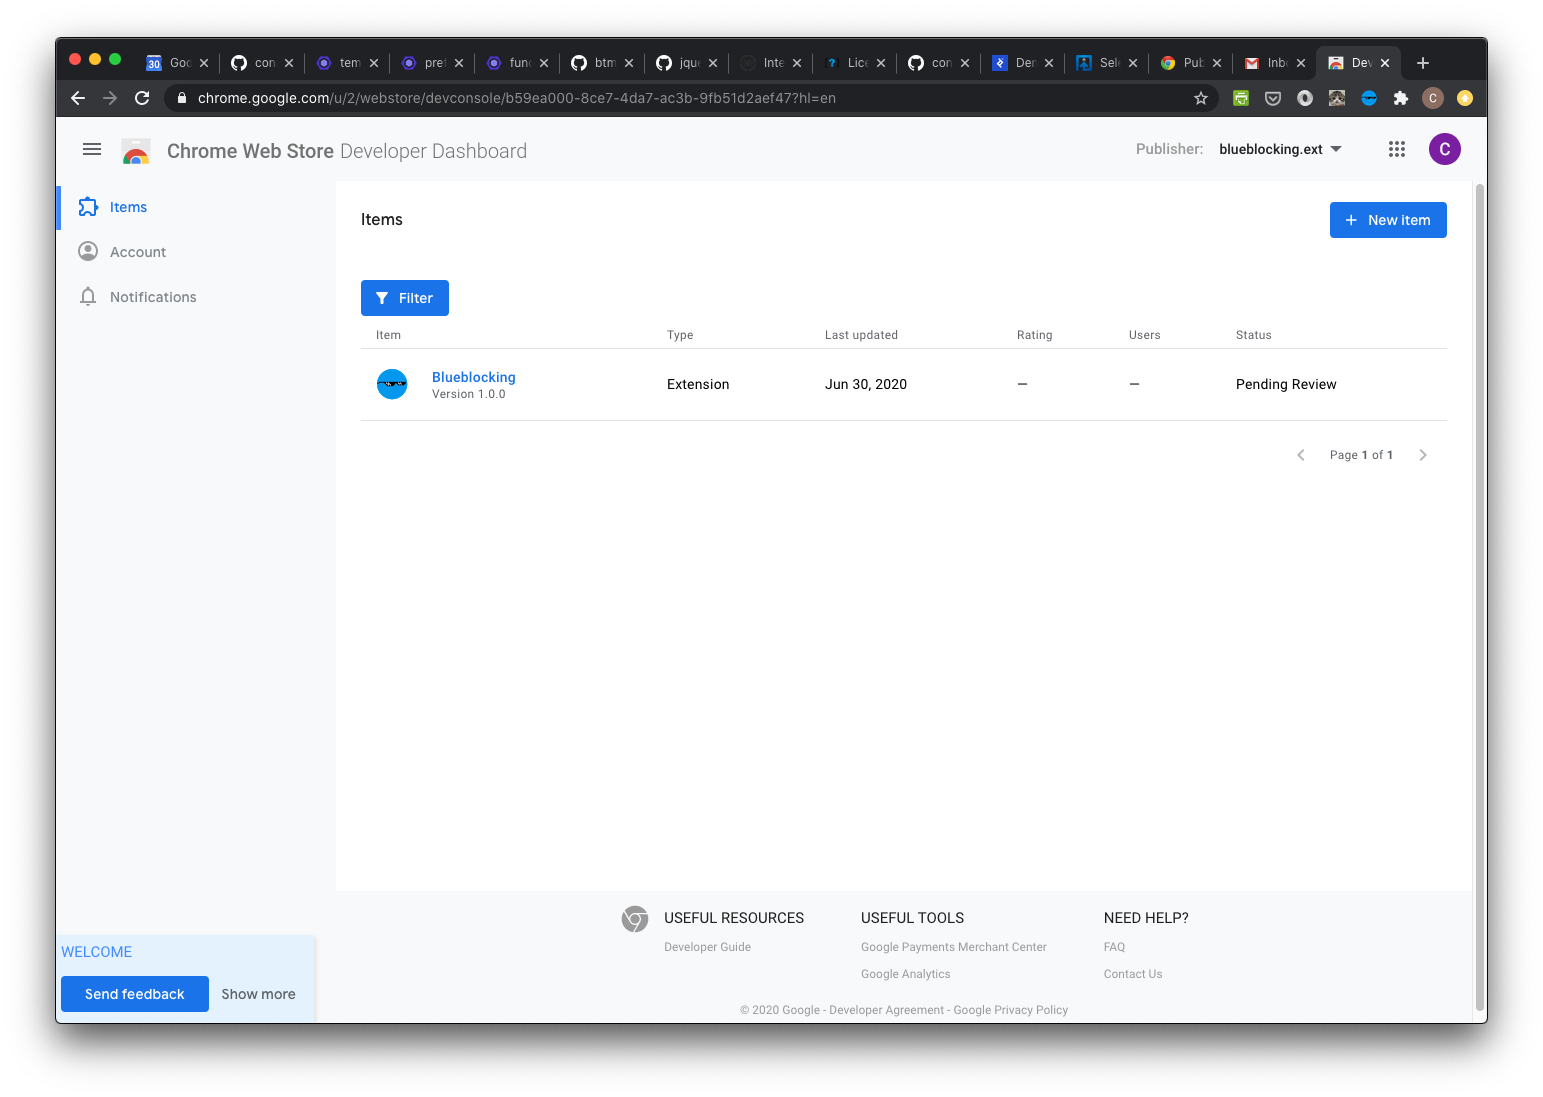 30 Goo con tem pref fun btm jqu Inte ? Lice con Der Sele Pub Inb Dev
chrome.google.com/u/2/webstore/devconsole/b59ea000-8ce7-4da7-ac3b-9fb51d2aef47?hl=en C
Chrome Web Store Developer Dashboard Publisher: blueblocking.ext C
Items
Account
Notifications
Items
+ New item
Filter
Item Type Last updated Rating Users Status
Blueblocking
Version 1.0.0
Extension Jun 30, 2020 – – Pending Review
Page 1 of 1
WELCOME
Send feedback Show more
USEFUL RESOURCES USEFUL TOOLS NEED HELP?
Developer Guide Google Payments Merchant Center FAQ
Google Analytics Contact Us
© 2020 Google - Developer Agreement - Google Privacy Policy